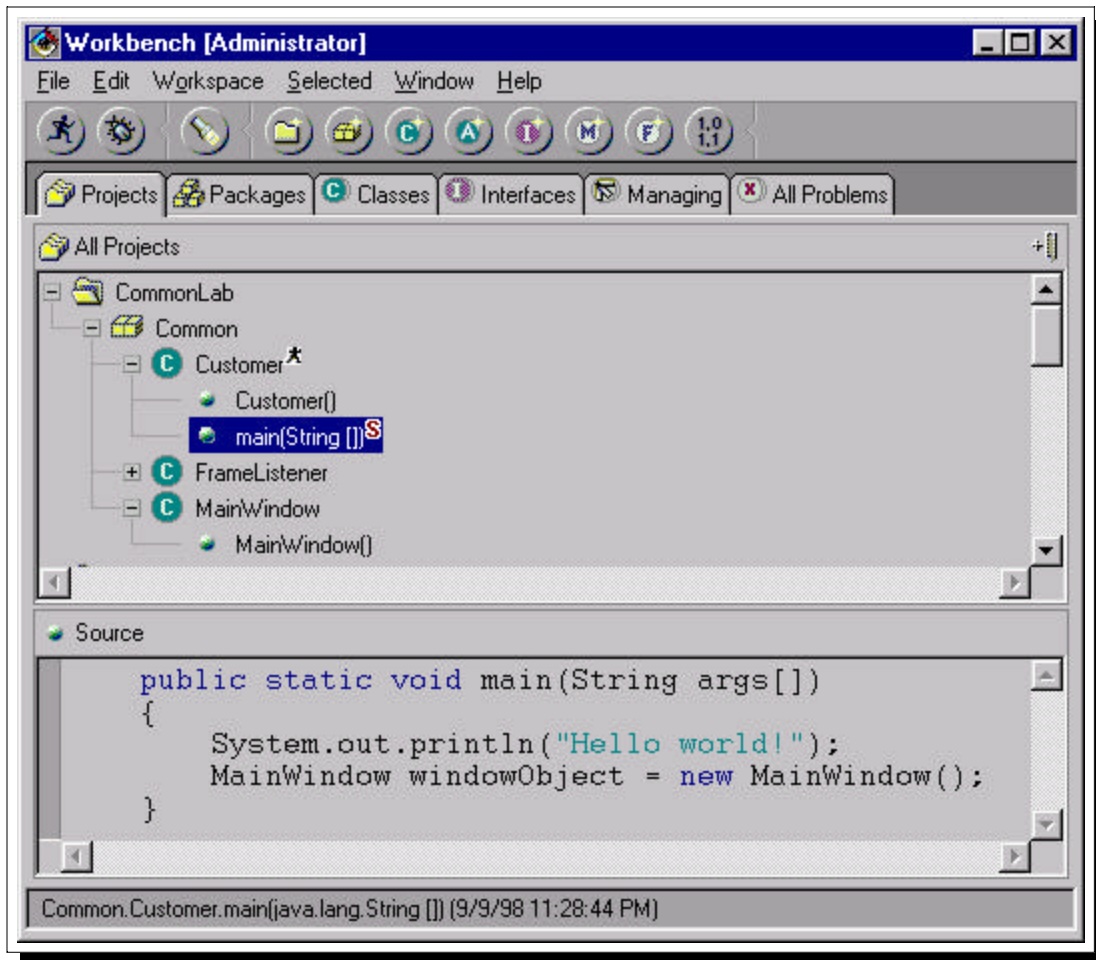 Workbench [Administrator]
File Edit Workspace Selected Window Help
C A I M F 1.0 1.1
Projects Packages C Classes I Interfaces Managing X All Problems
All Projects
CommonLab
Common
C Customer
Customer()
main(String []) S
C FrameListener
C MainWindow
MainWindow()
Source
public static void main(String args[])
{
System.out.println("Hello world!");
MainWindow windowObject = new MainWindow();
}
Common.Customer.main(java.lang.String []) (9/9/98 11:28:44 PM)